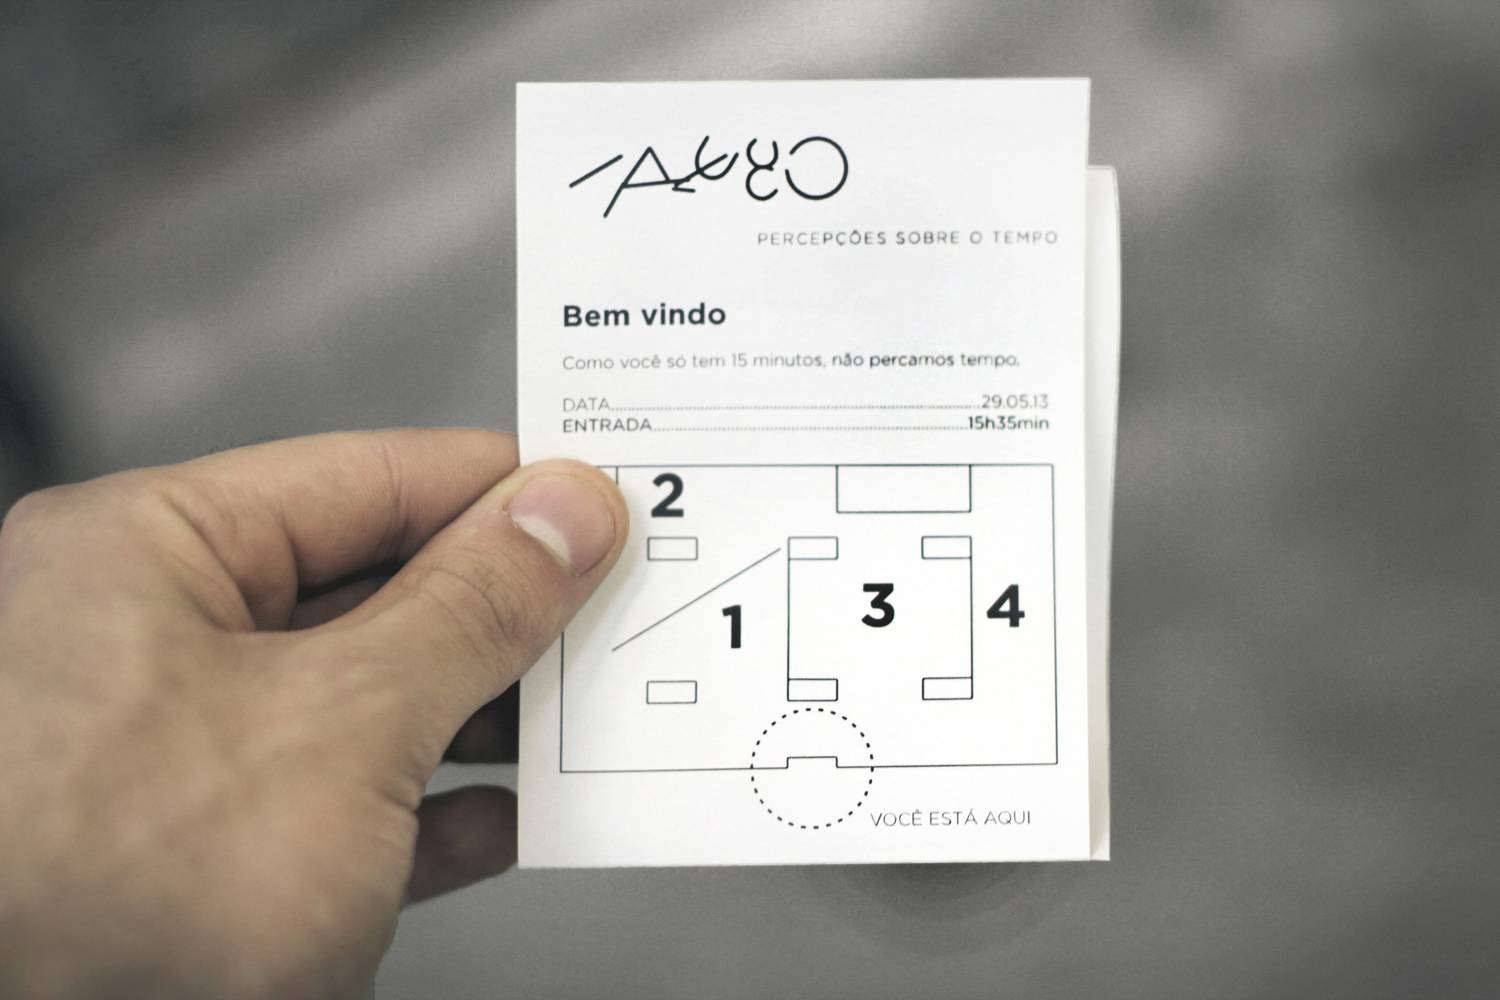 PERCEPÇÕES SOBRE O TEMPO
Bem vindo
Como você só tem 15 minutos, não percamos tempo.
DATA........................29.05.13
ENTRADA........................15h35min
2
1
3
4
VOCÊ ESTÁ AQUI